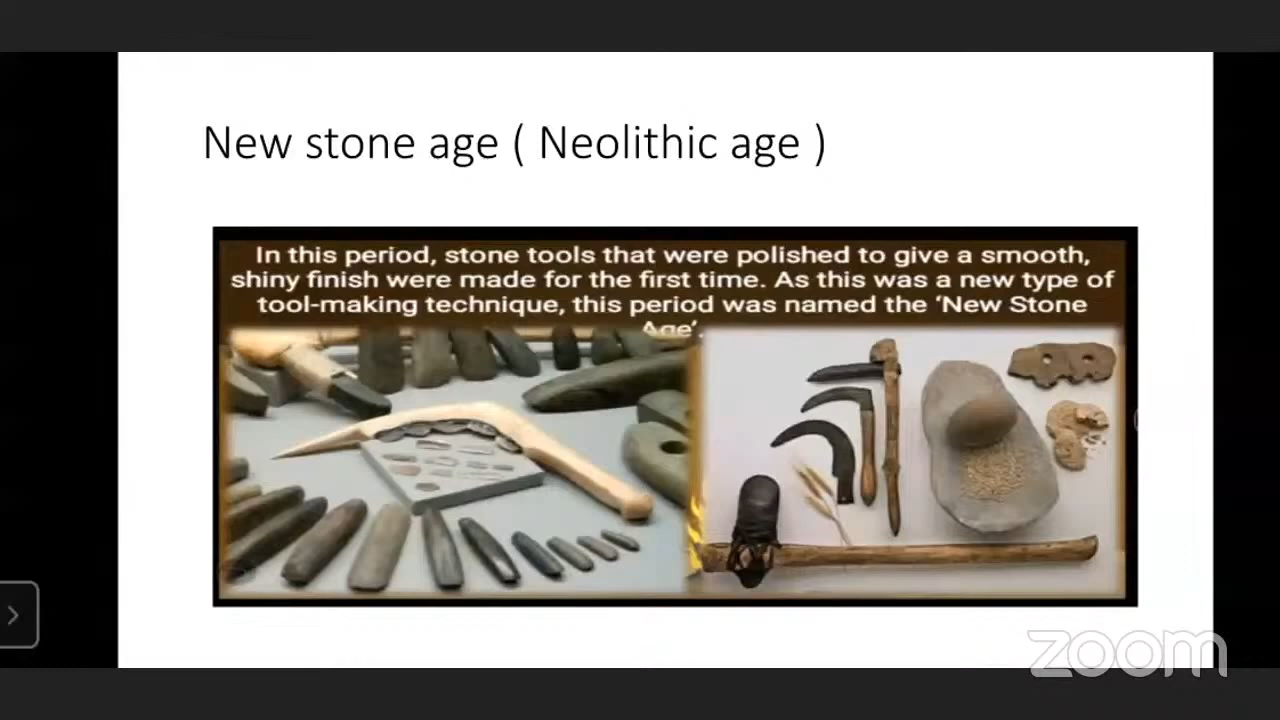 New stone age ( Neolithic age )
In this period, stone tools that were polished to give a smooth,
shiny finish were made for the first time. As this was a new type of
tool-making technique, this period was named the ‘New Stone
Age’.
zoom